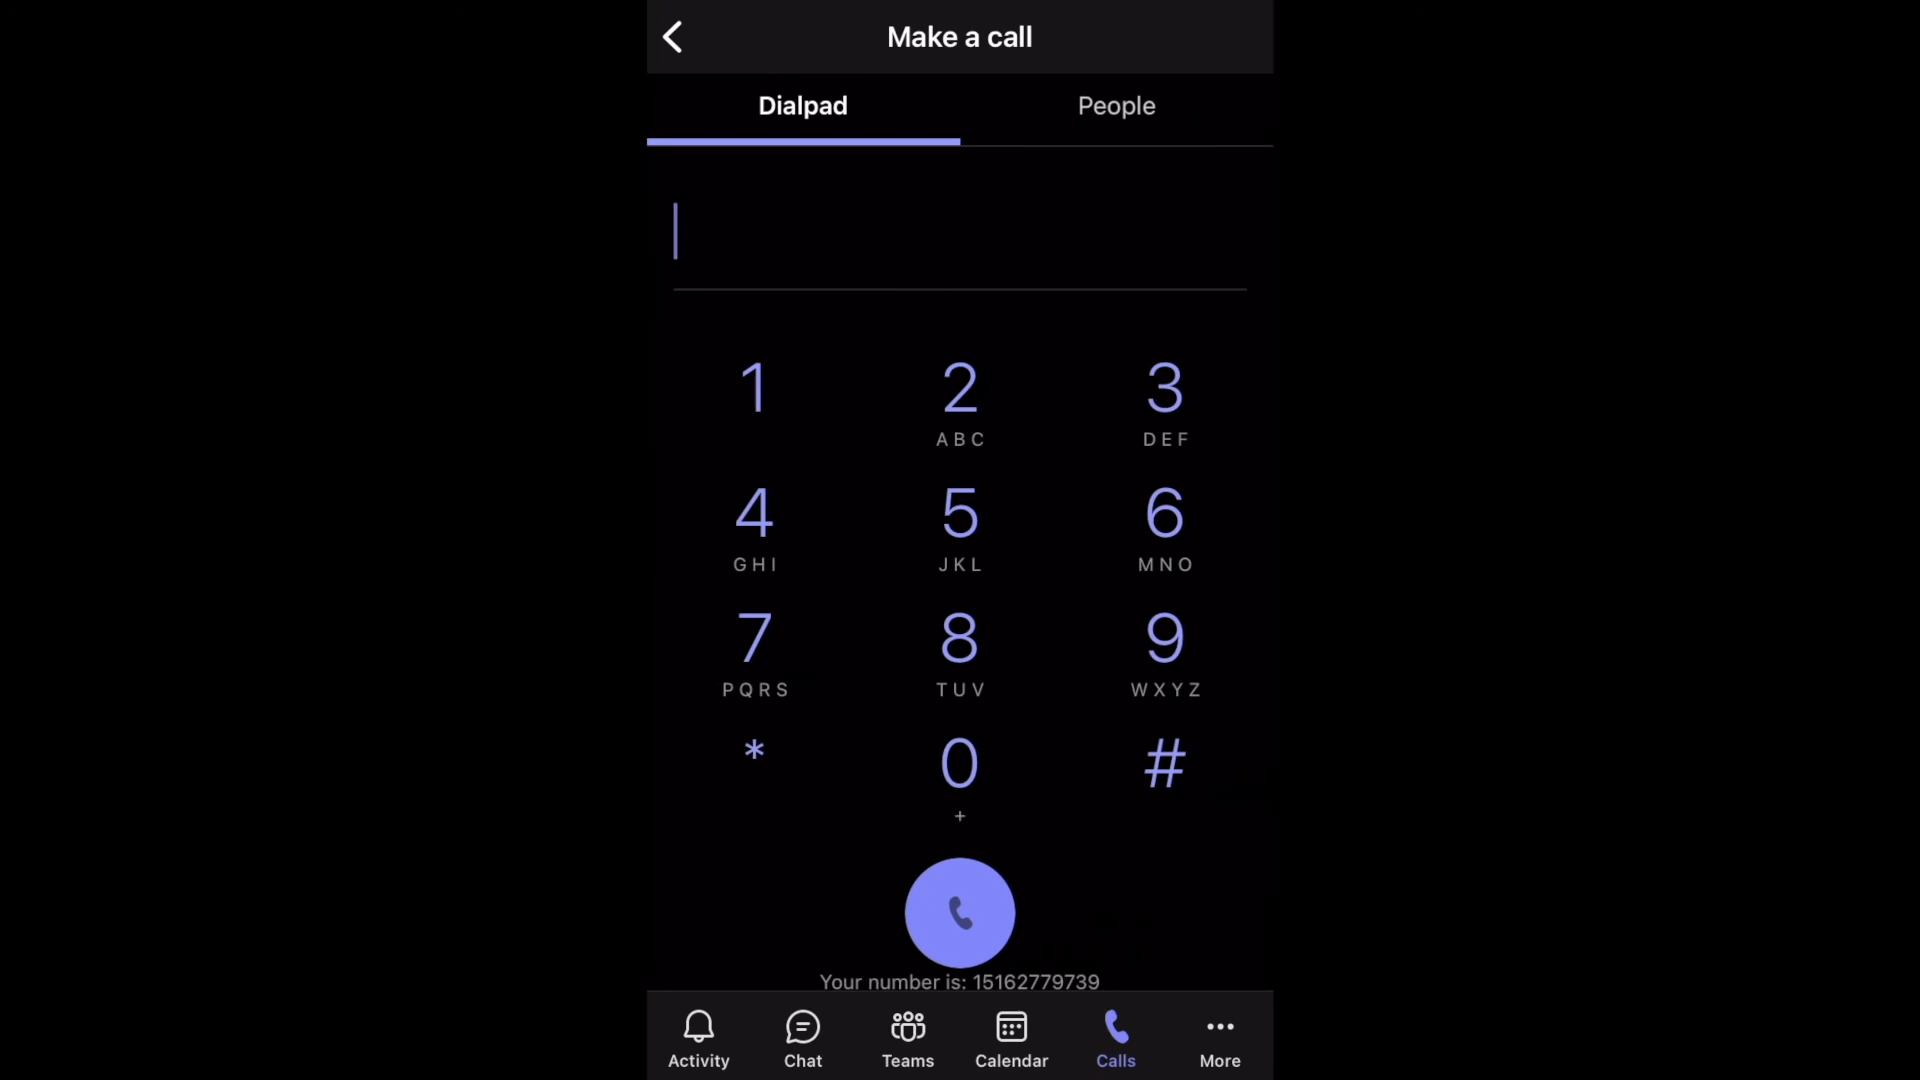 Make a call
Dialpad People
1 2 3
ABC DEF
4 5 6
GHI JKL MNO
7 8 9
PQRS TUV WXYZ
* 0 #
+
Your number is: 15162779739
Activity Chat Teams Calendar Calls More